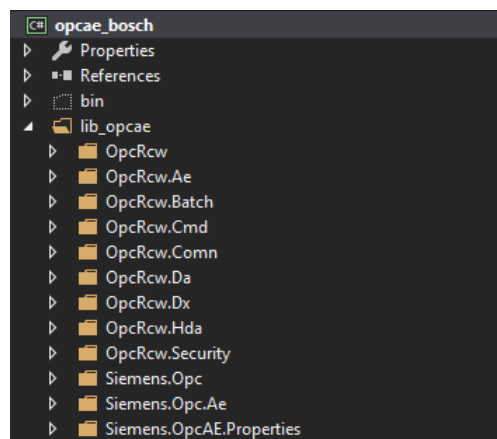 C# opcae_bosch
Properties
References
bin
lib_opcae
OpcRcw
OpcRcw.Ae
OpcRcw.Batch
OpcRcw.Cmd
OpcRcw.Comn
OpcRcw.Da
OpcRcw.Dx
OpcRcw.Hda
OpcRcw.Security
Siemens.Opc
Siemens.Opc.Ae
Siemens.OpcAE.Properties